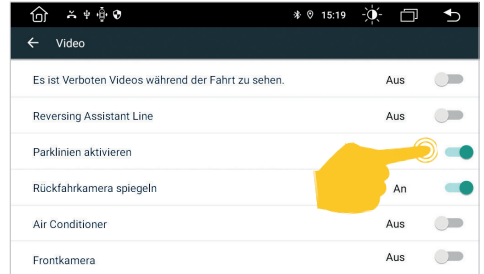 15:19
Video
Es ist Verboten Videos während der Fahrt zu sehen. Aus
Reversing Assistant Line Aus
Parklinien aktivieren
Rückfahrkamera spiegeln An
Air Conditioner Aus
Frontkamera Aus